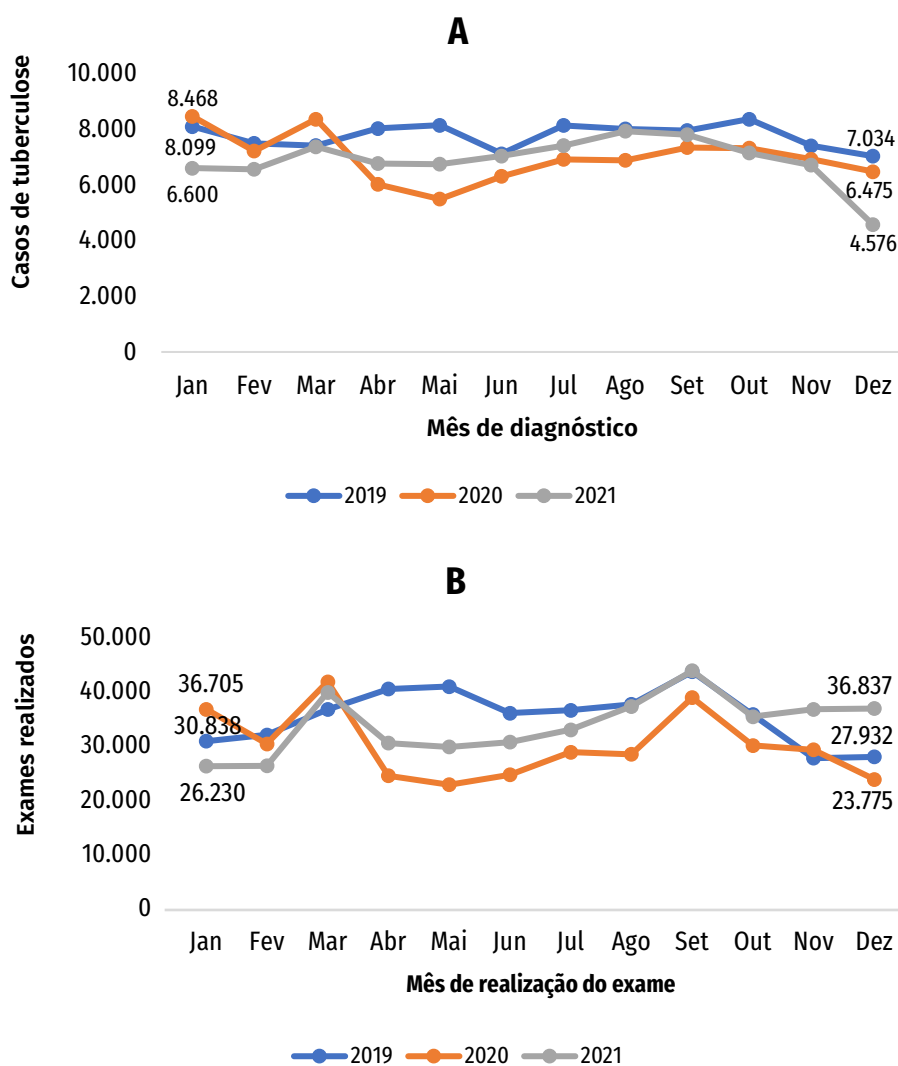 A
Casos de tuberculose
10.000
8.000
6.000
4.000
2.000
0
8.468
8.099
6.600
7.034
6.475
4.576
Jan Fev Mar Abr Mai Jun Jul Ago Set Out Nov Dez
Mês de diagnóstico
2019 2020 2021
B
Exames realizados
50.000
40.000
30.000
20.000
10.000
0
36.705
30.838
26.230
36.837
27.932
23.775
Jan Fev Mar Abr Mai Jun Jul Ago Set Out Nov Dez
Mês de realização do exame
2019 2020 2021